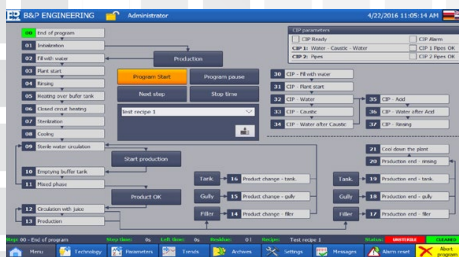 B&P ENGINEERING Administrator 4/22/2016 11:05:14 AM
00 End of program
01 Initialization
02 Fill with water
03 Plant start
04 Rinsing
05 Heating over buffer tank
06 Closed circuit heating
07 Sterilization
08 Cooling
09 Sterile water circulation
10 Emptying buffer tank
11 Mixed phase
12 Circulation with juice
13 Production
Production
Program Start Program pause
Next step Stop time
test recipe 1
Start production
Product OK
CIP parameters
CIP Ready CIP Alarm
CIP 1: Water - Caustic - Water CIP 1 Pipes OK
CIP 2: Pipes CIP 2 Pipes OK
30 CIP - Fill with water
31 CIP - Plant start
32 CIP - Water
33 CIP - Caustic
34 CIP - Water after Caustic
35 CIP - Acid
36 CIP - Water after Acid
37 CIP - Rinsing
Tank 16 Product change - tank
Gully 15 Product change - gully
Filler 14 Product change - filler
21 Cool down the plant
20 Production end - rinsing
Tank 19 Production end - tank
Gully 18 Production end - gully
Filler 17 Production end - filler
Step: 00 - End of program Step time: 0s Left time: 0s Recipe: Test recipe 1 Status: UNSTERILE CLEANED
Menu Technology Parameters Trends Archives Settings Messages Alarms reset Abort program